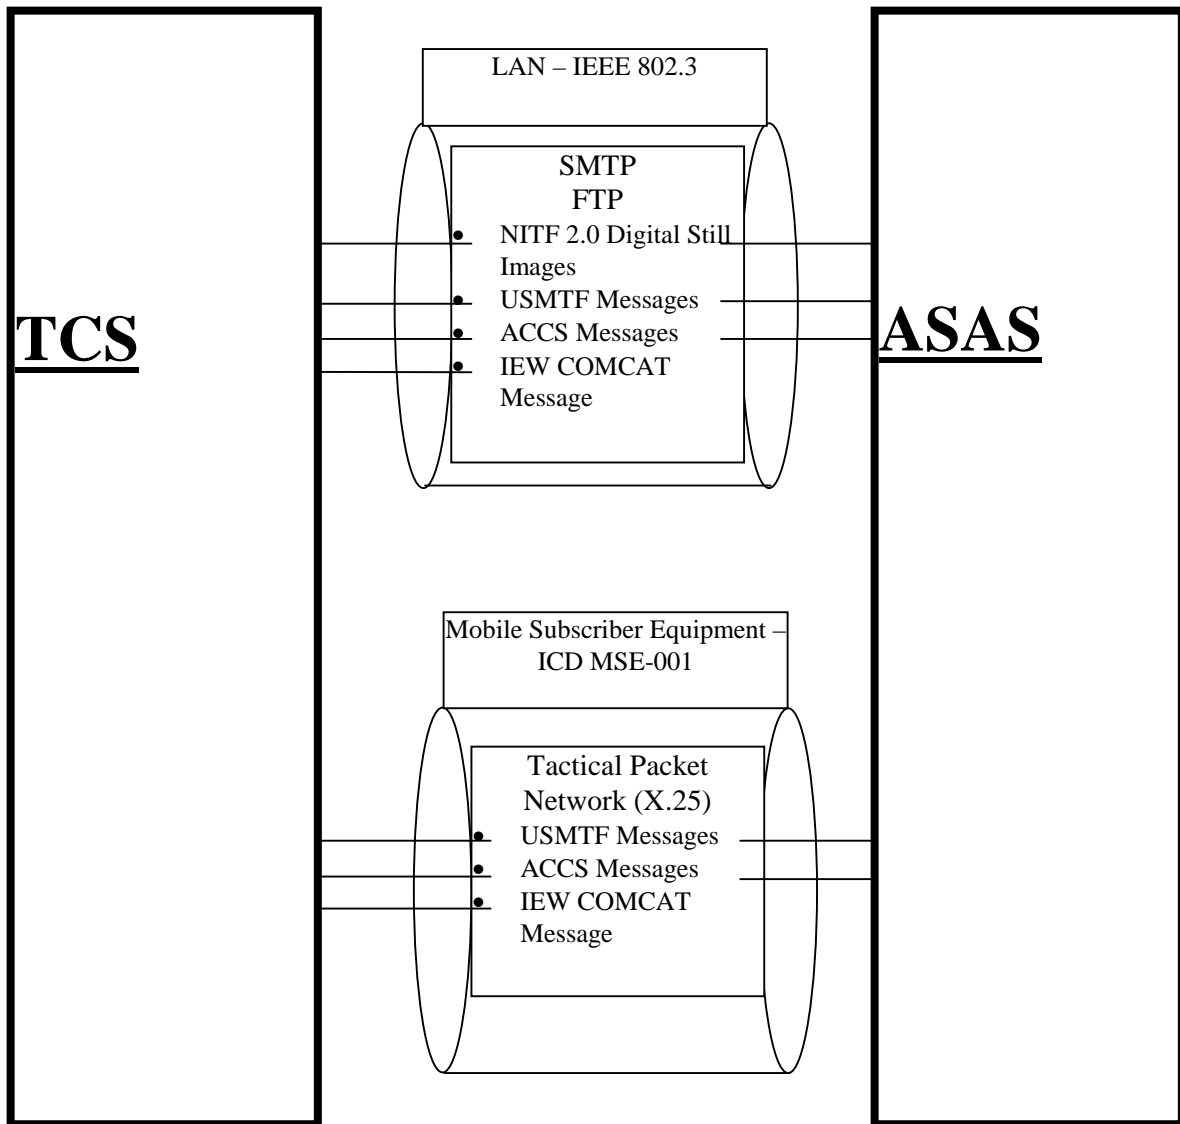 LAN – IEEE 802.3
SMTP
FTP
• NITF 2.0 Digital Still
Images
• USMTF Messages
• ACCS Messages
• IEW COMCAT
Message
TCS
ASAS
Mobile Subscriber Equipment –
ICD MSE-001
Tactical Packet
Network (X.25)
• USMTF Messages
• ACCS Messages
• IEW COMCAT
Message